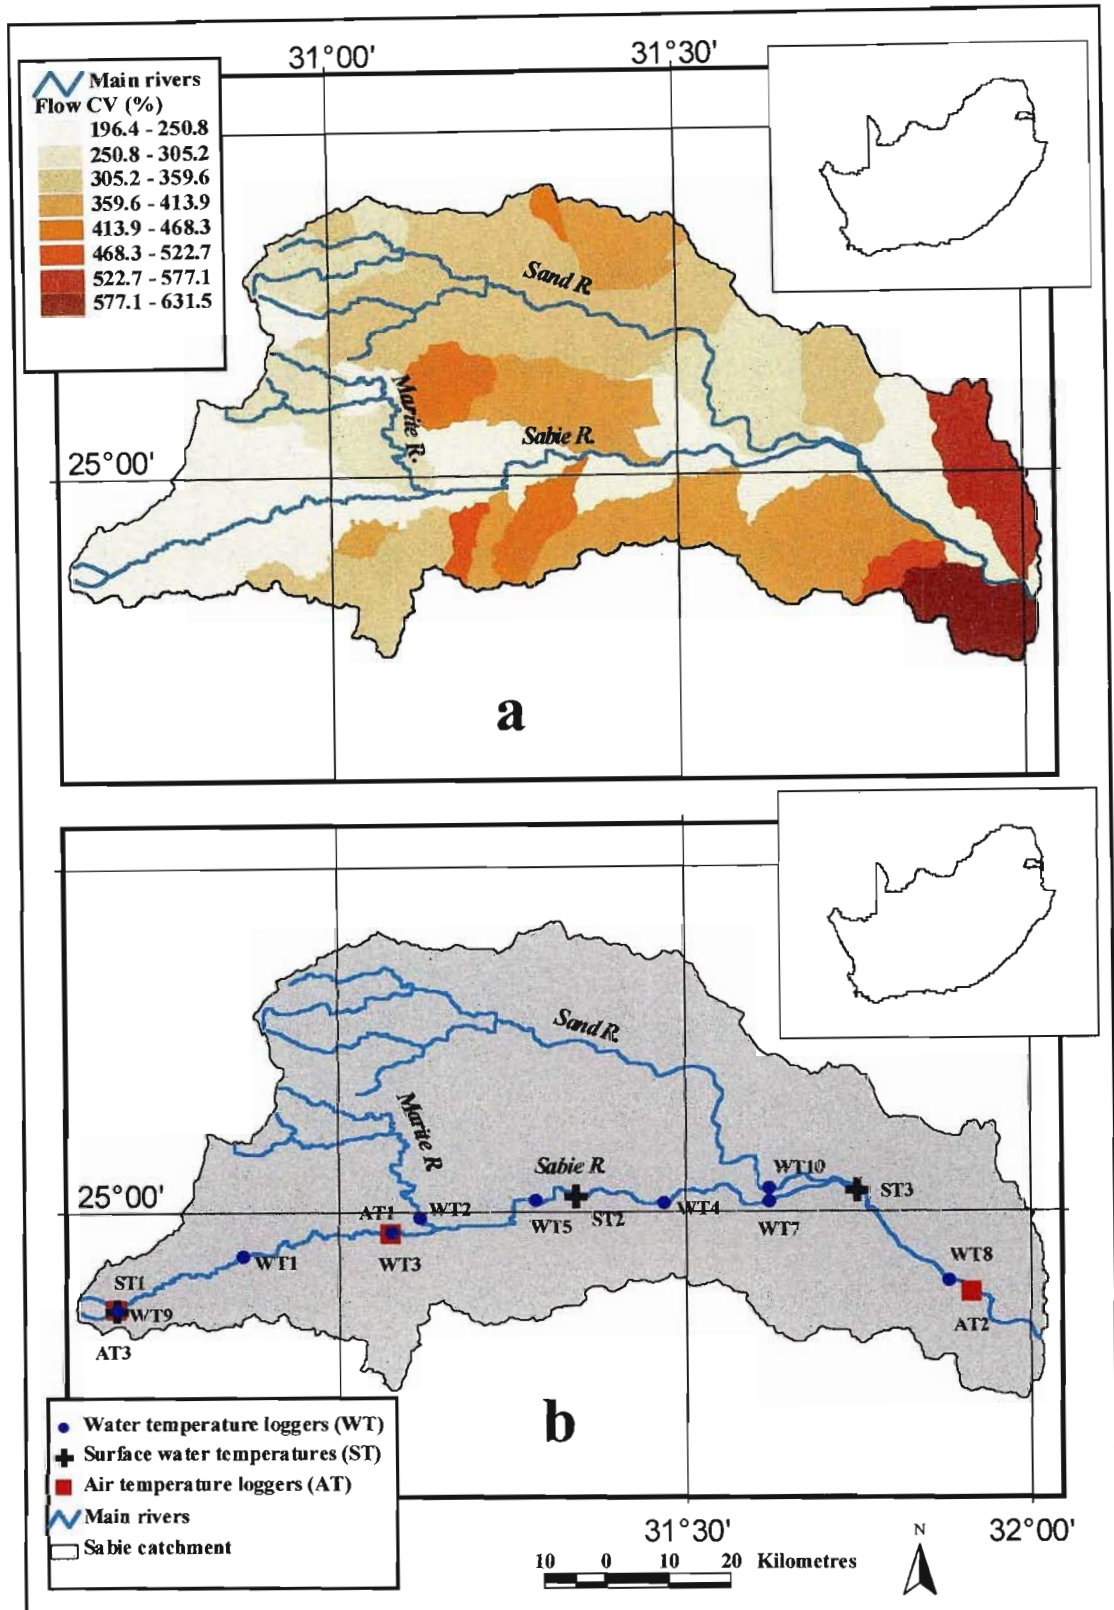 31°00'
31°30'
Main rivers
Flow CV (%)
196.4 - 250.8
250.8 - 305.2
305.2 - 359.6
359.6 - 413.9
413.9 - 468.3
468.3 - 522.7
522.7 - 577.1
577.1 - 631.5
Sand R.
Marite R.
Sabie R.
25°00'
a
Sand R.
Marite R
Sabie R.
WT10
25°00'
ST3
AT1
WT2
WT5
ST2
WT4
WT7
WT1
WT3
WT8
ST1
WT9
AT2
AT3
b
Water temperature loggers (WT)
Surface water temperatures (ST)
Air temperature loggers (AT)
Main rivers
Sabie catchment
31°30'
32°00'
N
10 0 10 20 Kilometres